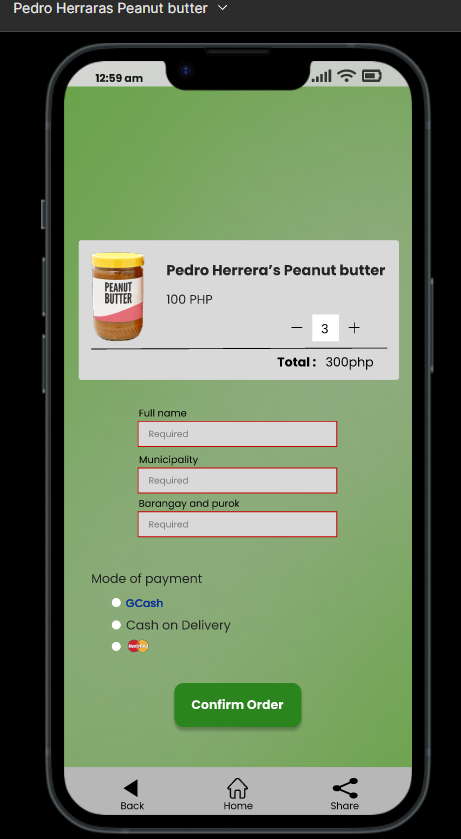 Pedro Herraras Peanut butter
12:59 am
PEANUT
BUTTER
Pedro Herrera's Peanut butter
100 PHP
— 3 +
Total : 300php
Full name
Required
Municipality
Required
Barangay and purok
Required
Mode of payment
GCash
Cash on Delivery
Confirm Order
Back Home Share